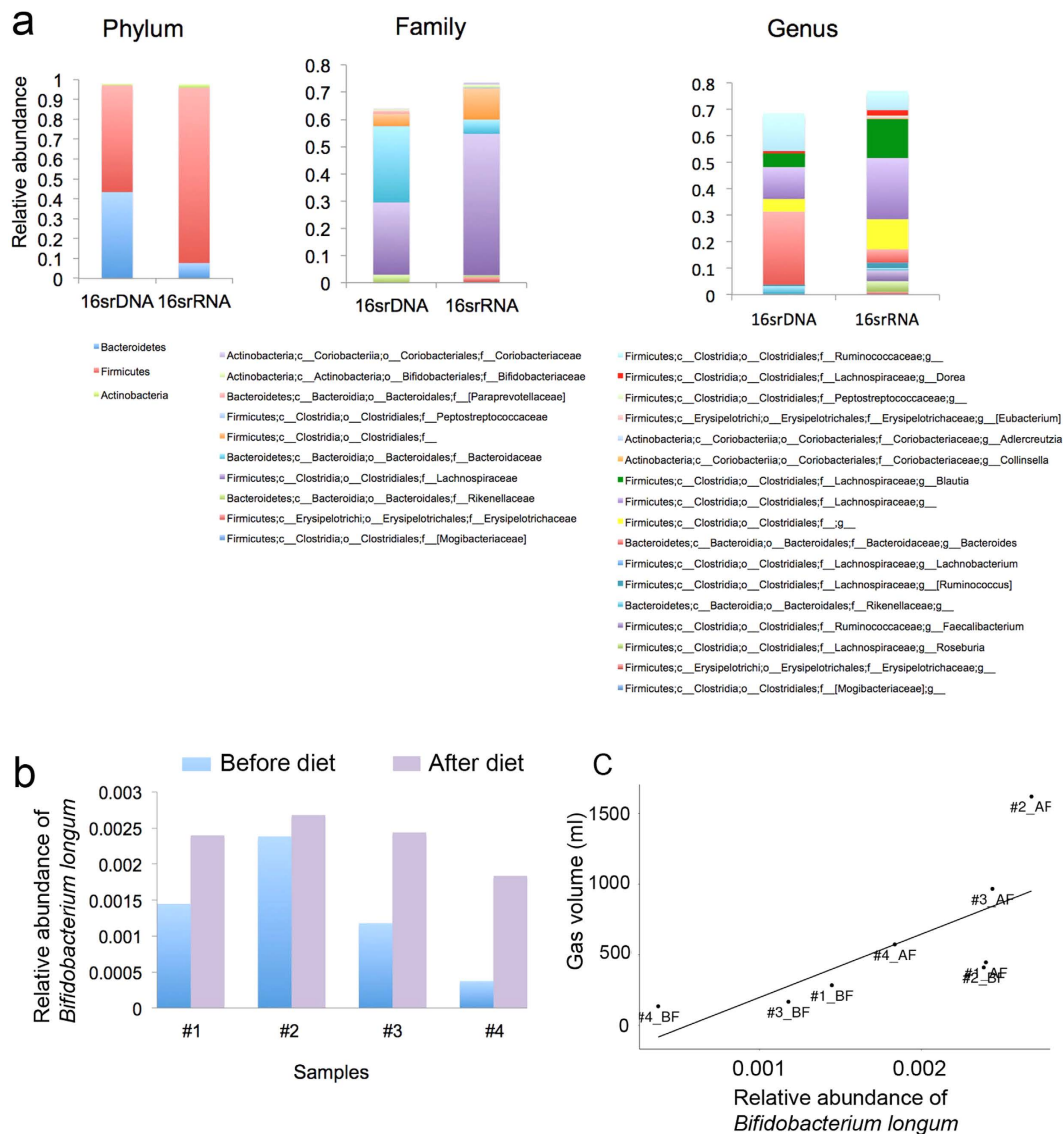 a
Phylum
Family
Genus
Relative abundance
1
0.9
0.8
0.7
0.6
0.5
0.4
0.3
0.2
0.1
0
16srDNA 16srRNA
0.8
0.7
0.6
0.5
0.4
0.3
0.2
0.1
0
16srDNA 16srRNA
0.8
0.7
0.6
0.5
0.4
0.3
0.2
0.1
0
16srDNA 16srRNA
Bacteroidetes
Firmicutes
Actinobacteria
Actinobacteria;c__Coriobacteriia;o__Coriobacteriales;f__Coriobacteriaceae
Actinobacteria;c__Actinobacteria;o__Bifidobacteriales;f__Bifidobacteriaceae
Bacteroidetes;c__Bacteroidia;o__Bacteroidales;f__[Paraprevotellaceae]
Firmicutes;c__Clostridia;o__Clostridiales;f__Peptostreptococcaceae
Firmicutes;c__Clostridia;o__Clostridiales;f__
Bacteroidetes;c__Bacteroidia;o__Bacteroidales;f__Bacteroidaceae
Firmicutes;c__Clostridia;o__Clostridiales;f__Lachnospiraceae
Bacteroidetes;c__Bacteroidia;o__Bacteroidales;f__Rikenellaceae
Firmicutes;c__Erysipelotrichi;o__Erysipelotrichales;f__Erysipelotrichaceae
Firmicutes;c__Clostridia;o__Clostridiales;f__[Mogibacteriaceae]
Firmicutes;c__Clostridia;o__Clostridiales;f__Ruminococcaceae;g__
Firmicutes;c__Clostridia;o__Clostridiales;f__Lachnospiraceae;g__Dorea
Firmicutes;c__Clostridia;o__Clostridiales;f__Peptostreptococcaceae;g__
Firmicutes;c__Erysipelotrichi;o__Erysipelotrichales;f__Erysipelotrichaceae;g__[Eubacterium]
Actinobacteria;c__Coriobacteriia;o__Coriobacteriales;f__Coriobacteriaceae;g__Adlercreutzia
Actinobacteria;c__Coriobacteriia;o__Coriobacteriales;f__Coriobacteriaceae;g__Collinsella
Firmicutes;c__Clostridia;o__Clostridiales;f__Lachnospiraceae;g__Blautia
Firmicutes;c__Clostridia;o__Clostridiales;f__Lachnospiraceae;g__
Firmicutes;c__Clostridia;o__Clostridiales;f__;g__
Bacteroidetes;c__Bacteroidia;o__Bacteroidales;f__Bacteroidaceae;g__Bacteroides
Firmicutes;c__Clostridia;o__Clostridiales;f__Lachnospiraceae;g__Lachnobacterium
Firmicutes;c__Clostridia;o__Clostridiales;f__Lachnospiraceae;g__[Ruminococcus]
Bacteroidetes;c__Bacteroidia;o__Bacteroidales;f__Rikenellaceae;g__
Firmicutes;c__Clostridia;o__Clostridiales;f__Ruminococcaceae;g__Faecalibacterium
Firmicutes;c__Clostridia;o__Clostridiales;f__Lachnospiraceae;g__Roseburia
Firmicutes;c__Erysipelotrichi;o__Erysipelotrichales;f__Erysipelotrichaceae;g__
Firmicutes;c__Clostridia;o__Clostridiales;f__[Mogibacteriaceae];g__
b
Before diet
After diet
Relative abundance of
Bifidobacterium longum
0.003
0.0025
0.002
0.0015
0.001
0.0005
0
#1 #2 #3 #4
Samples
C
Gas volume (ml)
1500
1000
500
0
#2_AF
#3_AF
#4_AF
#1_AF
#2_BF
#1_BF
#3_BF
#4_BF
0.001 0.002
Relative abundance of
Bifidobacterium longum